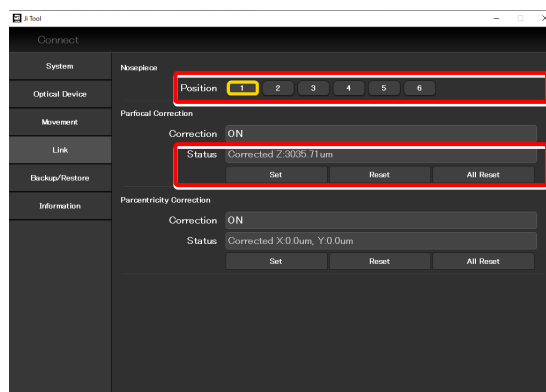 Ji Tool
Connect
System
Optical Device
Movement
Link
Backup/Restore
Information
Nosepiece
Position 1 2 3 4 5 6
Parfocal Correction
Correction ON
Status Corrected Z:3035.71um
Set Reset All Reset
Parcentricity Correction
Correction ON
Status Corrected X:0.0um, Y:0.0um
Set Reset All Reset